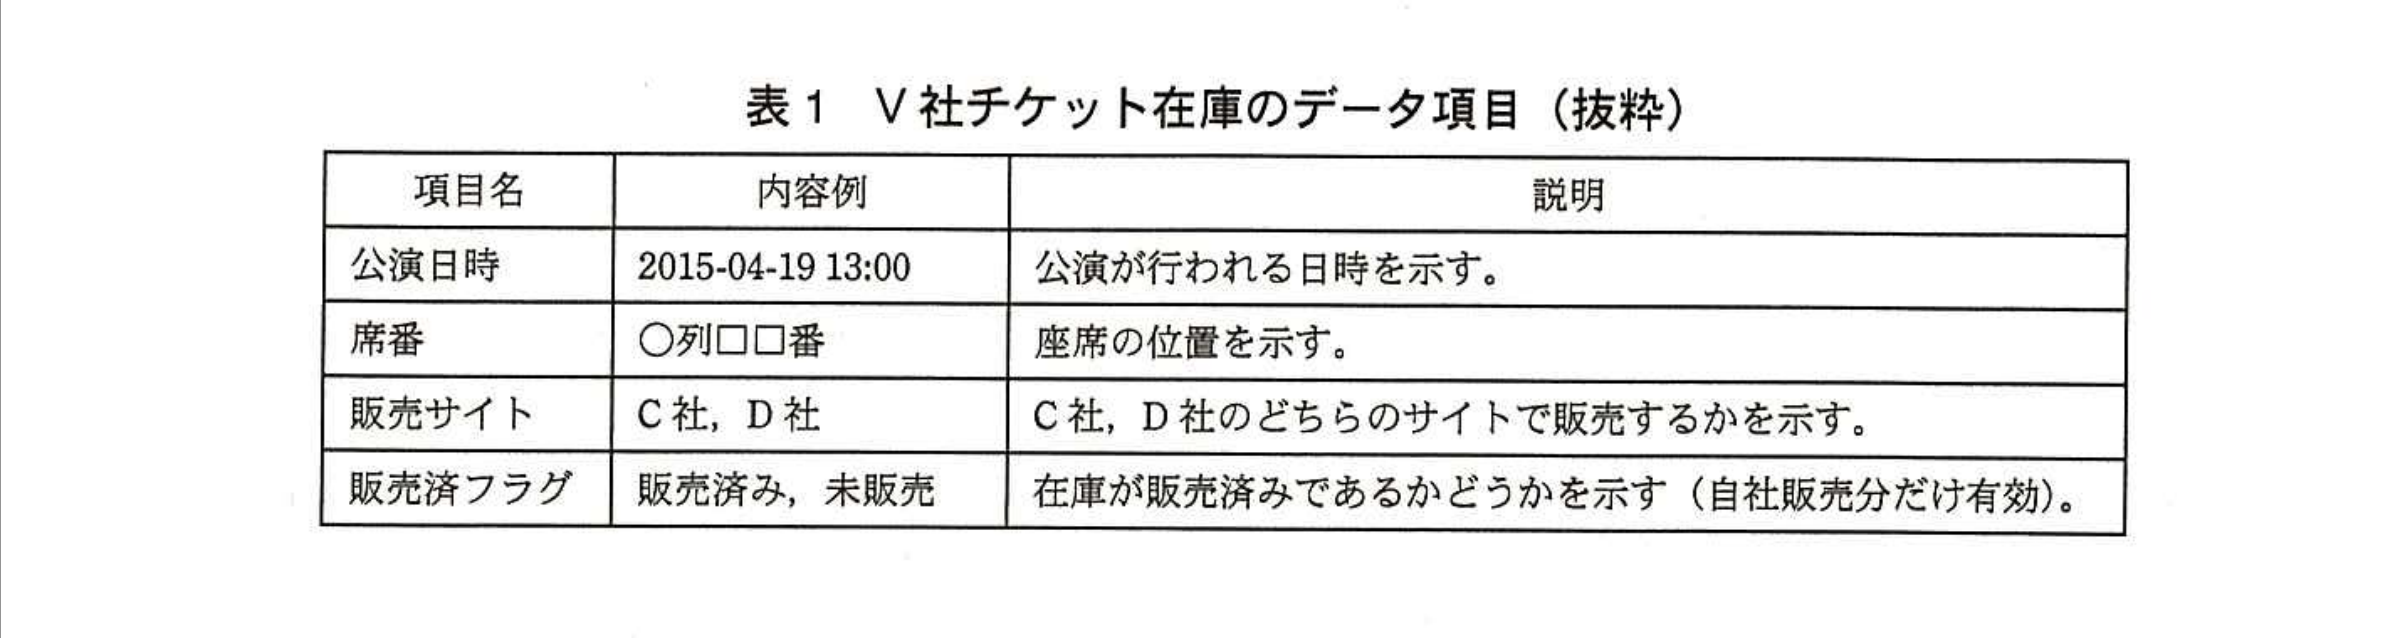 表1 V社チケット在庫のデータ項目（抜粋）
項目名 内容例 説明
公演日時 2015-04-19 13:00 公演が行われる日時を示す。
席番 〇列□□番 座席の位置を示す。
販売サイト C社，D社 C社，D社のどちらのサイトで販売するかを示す。
販売済フラグ 販売済み，未販売 在庫が販売済みであるかどうかを示す（自社販売分だけ有効）。